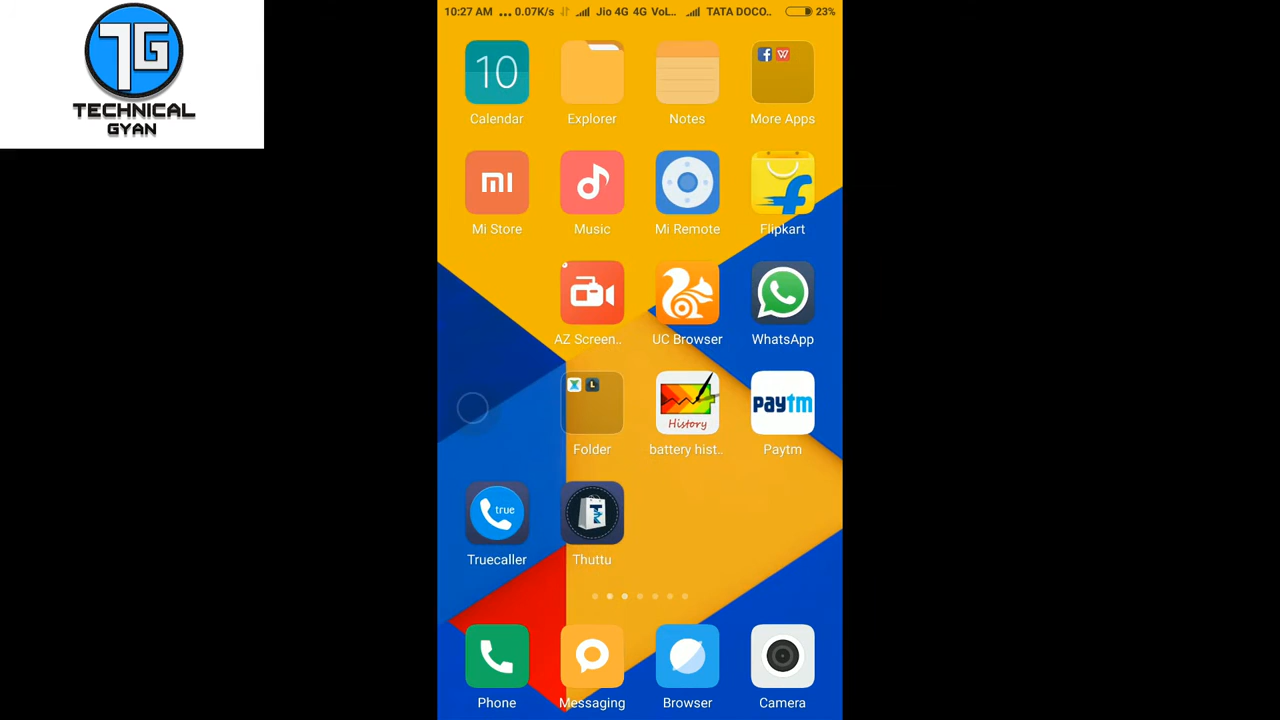 TG
TECHNICAL
GYAN
10:27 AM ... 0.07K/s Jio 4G 4G VoL... TATA DOCO... 23%
10
Calendar Explorer Notes More Apps
f W
mi
Mi Store Music Mi Remote Flipkart
f
AZ Screen.. UC Browser WhatsApp
L
History
paytm
Folder battery hist.. Paytm
true
Truecaller Thuttu
Phone Messaging Browser Camera